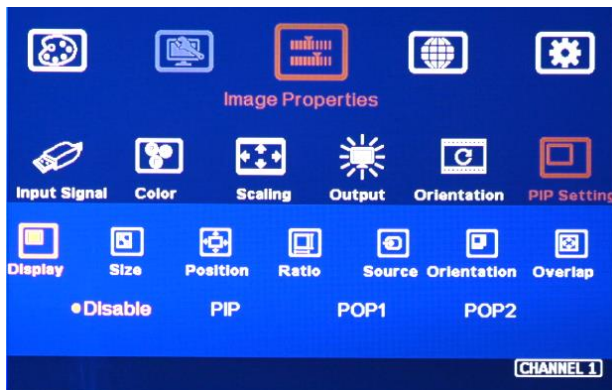 Image Properties
Input Signal Color Scaling Output Orientation PIP Setting
Display Size Position Ratio Source Orientation Overlap
Disable PIP POP1 POP2
CHANNEL 1